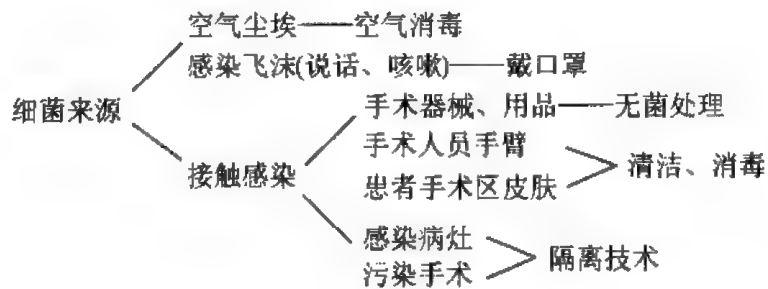 空气尘埃——空气消毒
感染飞沫(说话、咳嗽)——戴口罩
细菌来源
手术器械、用品——无菌处理
手术人员手臂
接触感染
清洁、消毒
患者手术区皮肤
感染病灶
隔离技术
污染手术